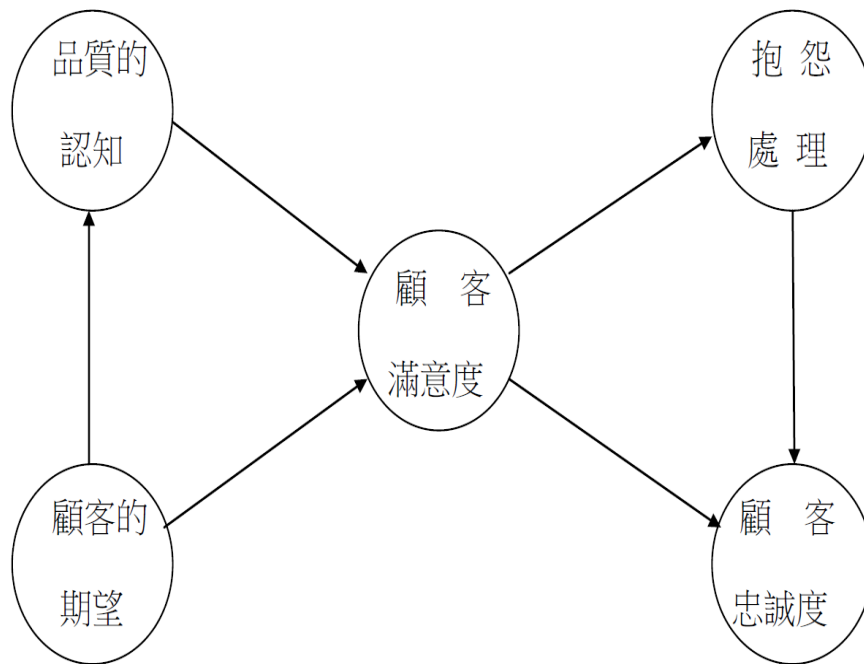 品質的
認知
抱 怨
處 理
顧 客
滿意度
顧客的
期望
顧 客
忠誠度